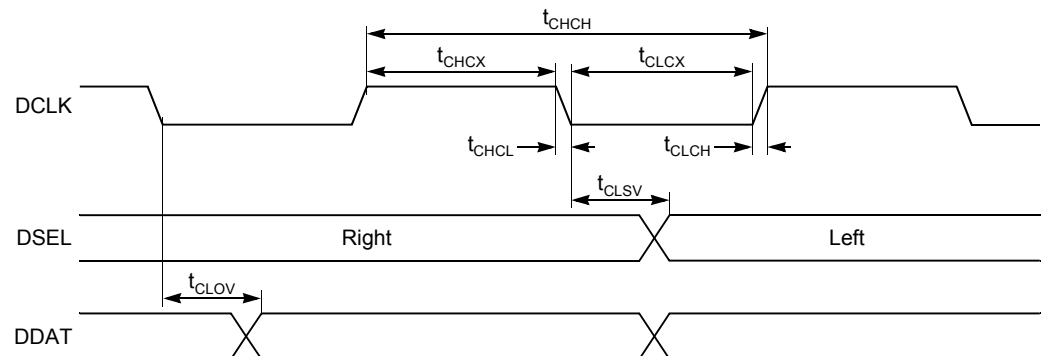 tCHCH
tCHCX
tCLCX
DCLK
tCHCL
tCLCH
tCLSV
DSEL
Right
Left
tCLOV
DDAT